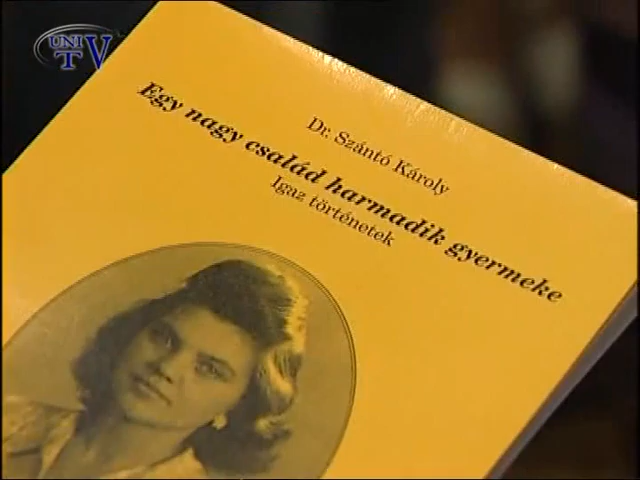 UNI
TV
Dr. Szántó Károly
Egy nagy család harmadik gyermeke
Igaz történetek